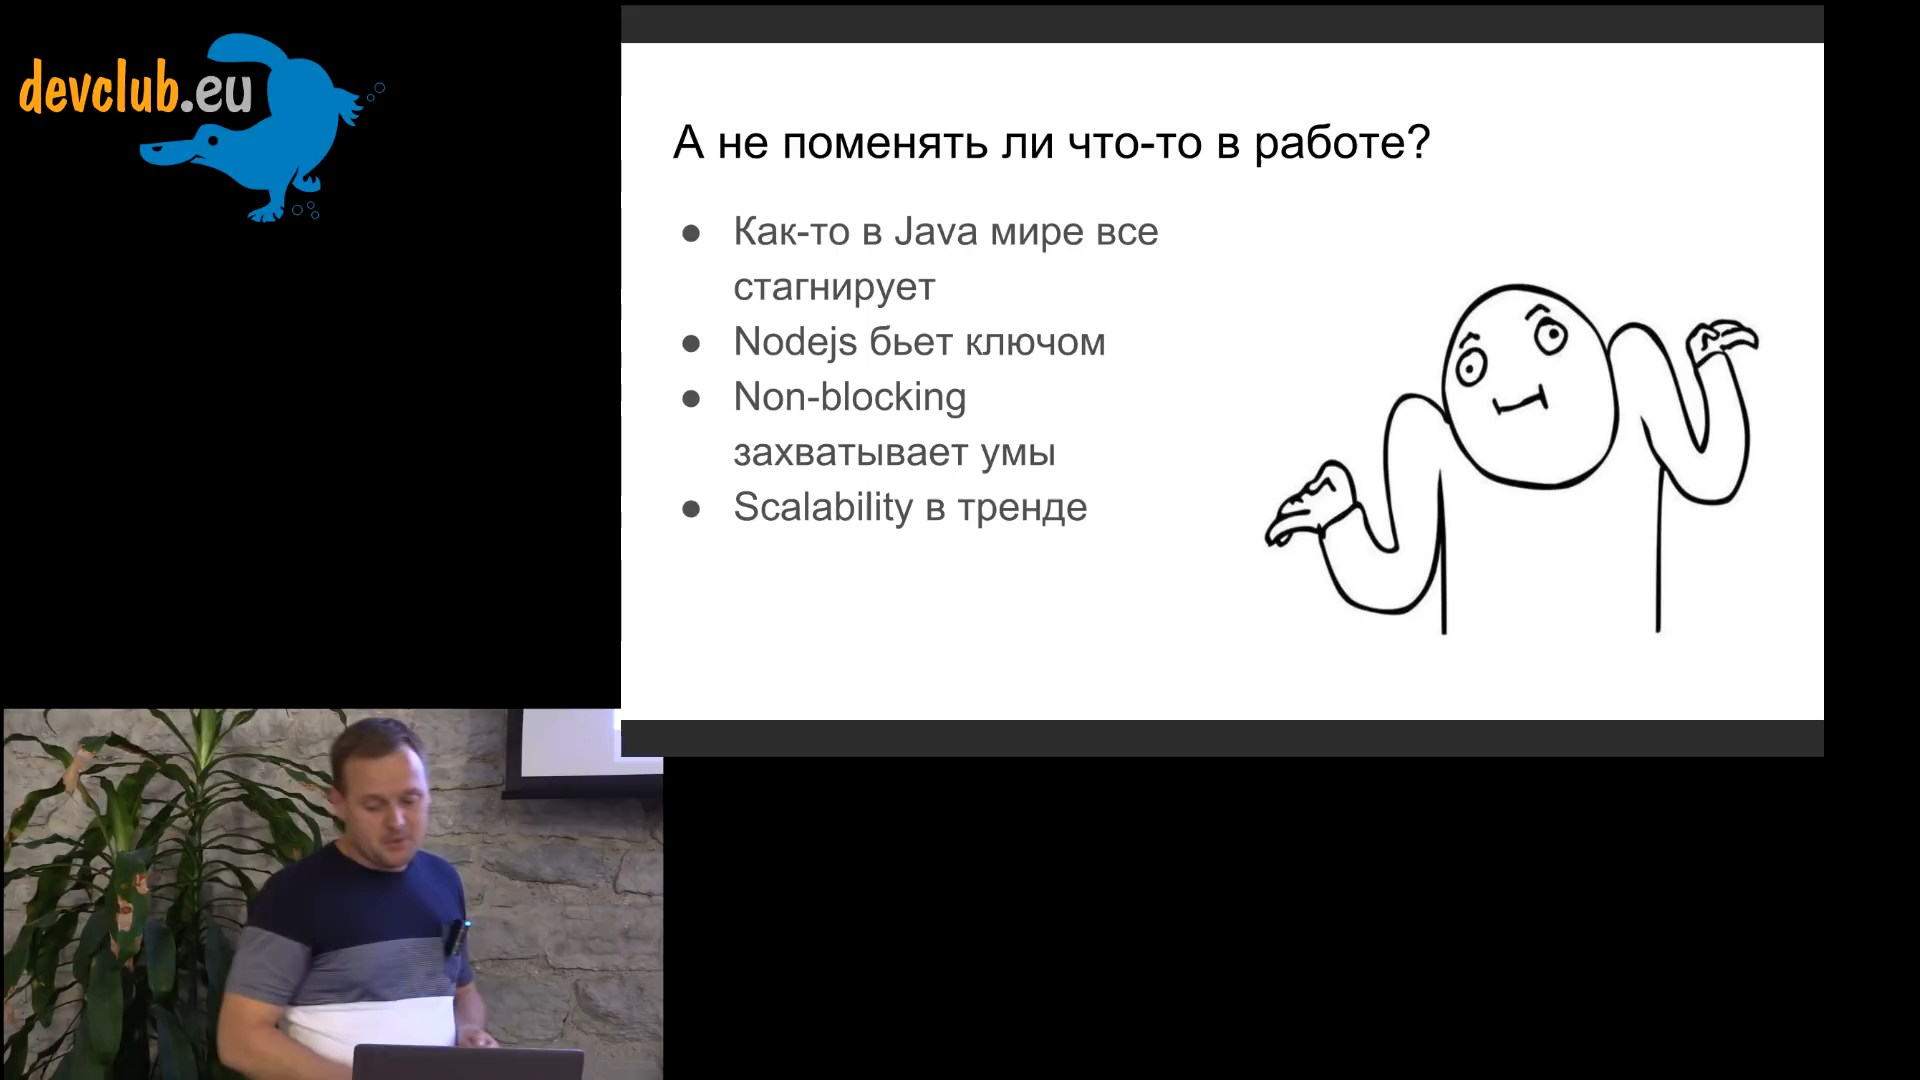 devclub.eu
А не поменять ли что-то в работе?
● Как-то в Java мире все
стагнирует
● Nodejs бьет ключом
● Non-blocking
захватывает умы
● Scalability в тренде